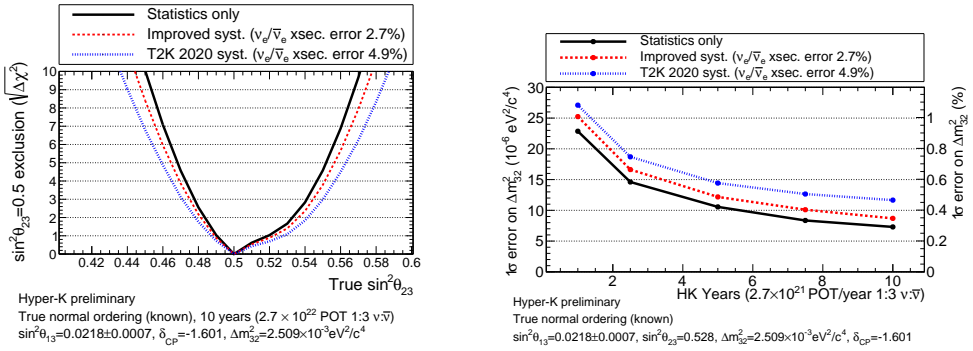 Statistics only
Improved syst. (νe/ν̄e xsec. error 2.7%)
T2K 2020 syst. (νe/ν̄e xsec. error 4.9%)
sin²θ23=0.5 exclusion (√Δχ²)
10
9
8
7
6
5
4
3
2
1
0
0.42 0.44 0.46 0.48 0.5 0.52 0.54 0.56 0.58 0.6
True sin²θ23
Hyper-K preliminary
True normal ordering (known), 10 years (2.7 × 10²² POT 1:3 ν:ν̄)
sin²θ13=0.0218±0.0007, δCP=-1.601, Δm²32=2.509×10⁻³eV²/c⁴
Statistics only
Improved syst. (νe/ν̄e xsec. error 2.7%)
T2K 2020 syst. (νe/ν̄e xsec. error 4.9%)
1σ error on Δm²32 (10⁻⁶ eV²/c⁴)
30
25
20
15
10
5
0
1
0.8
0.6
0.4
0.2
0
1σ error on Δm²32 (%)
2 4 6 8 10
HK Years (2.7×10²¹ POT/year 1:3 ν:ν̄)
Hyper-K preliminary
True normal ordering (known)
sin²θ13=0.0218±0.0007, sin²θ23=0.528, Δm²32=2.509×10⁻³eV²/c⁴, δCP=-1.601